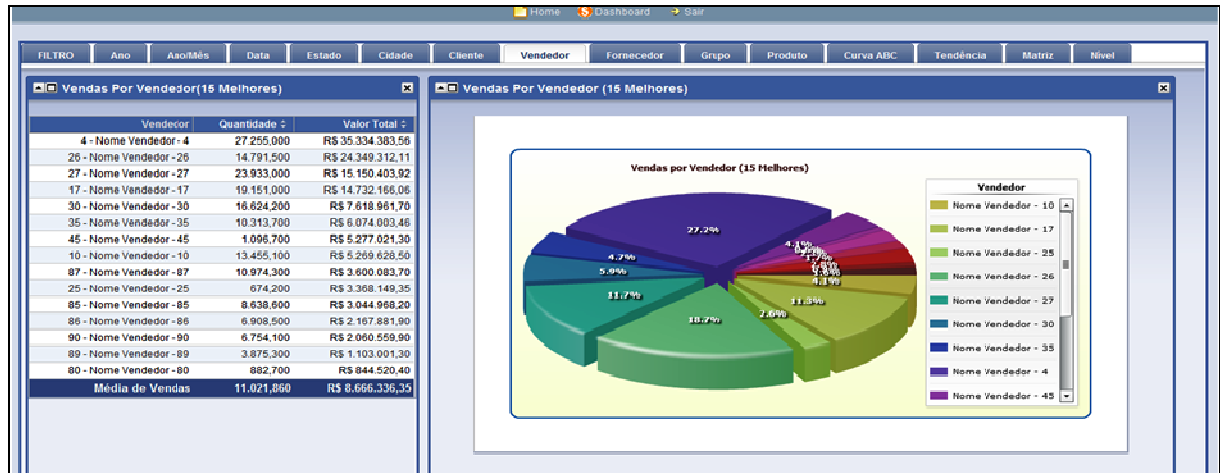 Home Dashboard Sair
FILTRO Ano Ano/Mês Data Estado Cidade Cliente Vendedor Fornecedor Grupo Produto Curva ABC Tendência Matriz Nível
Vendas Por Vendedor(15 Melhores)
Vendedor Quantidade Valor Total
4 - Nome Vendedor - 4 27.255,000 R$ 35.334.383,56
26 - Nome Vendedor - 26 14.791,500 R$ 24.349.312,11
27 - Nome Vendedor - 27 23.933,000 R$ 15.150.403,92
17 - Nome Vendedor - 17 19.151,000 R$ 14.732.166,06
30 - Nome Vendedor - 30 16.624,200 R$ 7.618.961,70
35 - Nome Vendedor - 35 10.313,700 R$ 6.074.003,46
45 - Nome Vendedor - 45 1.096,700 R$ 5.277.021,30
10 - Nome Vendedor - 10 13.455,100 R$ 5.269.628,50
87 - Nome Vendedor - 87 10.974,300 R$ 3.600.083,70
25 - Nome Vendedor - 25 674,200 R$ 3.368.149,35
85 - Nome Vendedor - 85 8.638,600 R$ 3.044.968,20
86 - Nome Vendedor - 86 6.908,500 R$ 2.167.881,90
90 - Nome Vendedor - 90 6.754,100 R$ 2.060.559,90
89 - Nome Vendedor - 89 3.875,300 R$ 1.103.001,30
80 - Nome Vendedor - 80 882,700 R$ 844.520,40
Média de Vendas 11.021,860 R$ 8.666.336,35
Vendas Por Vendedor (15 Melhores)
Vendas por Vendedor (15 Melhores)
27.2%
4.1%
4.7%
5.9%
4.1%
11.7%
11.3%
18.7%
2.6%
Vendedor
Nome Vendedor - 10
Nome Vendedor - 17
Nome Vendedor - 25
Nome Vendedor - 26
Nome Vendedor - 27
Nome Vendedor - 30
Nome Vendedor - 35
Nome Vendedor - 4
Nome Vendedor - 45